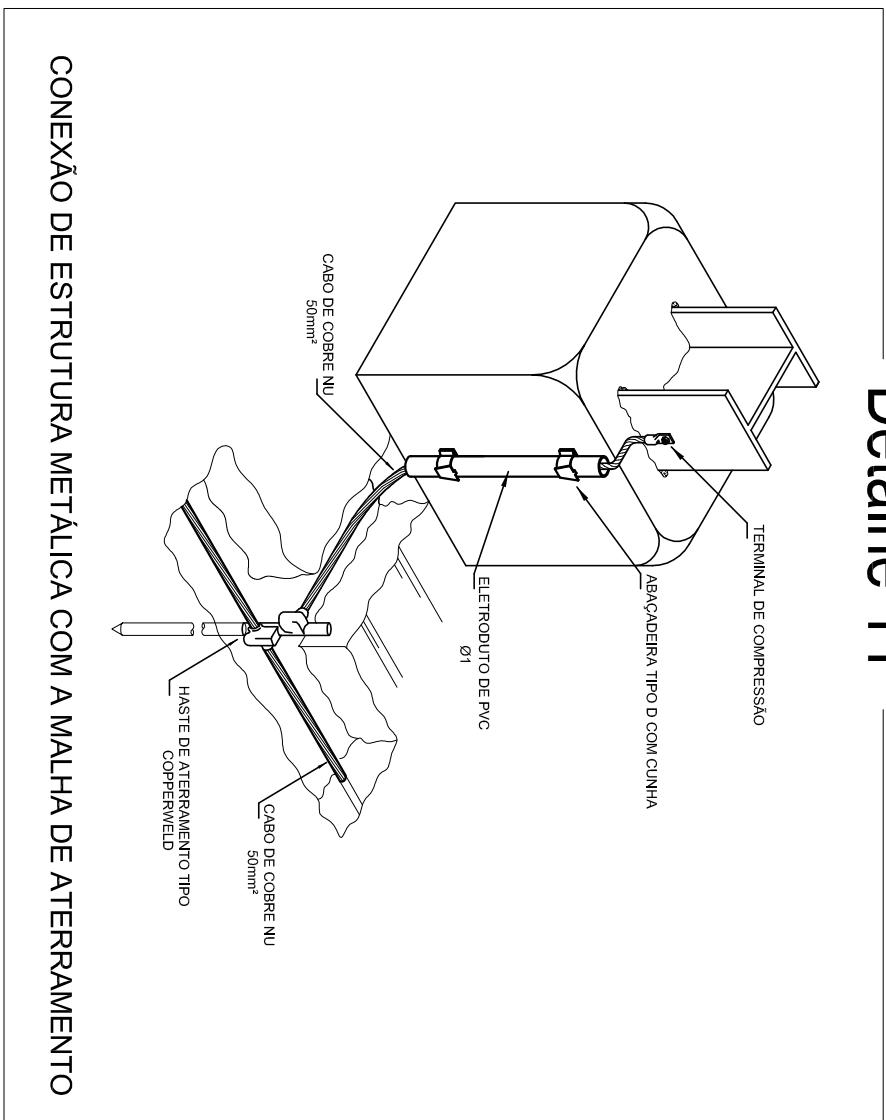 TERMINAL DE COMPRESSÃO
ABAÇADEIRA TIPO D COM CUNHA
ELETRODUTO DE PVC
Ø1
CABO DE COBRE NU
50mm²
CABO DE COBRE NU
50mm²
HASTE DE ATERRAMENTO TIPO
COPPERWELD
CONEXÃO DE ESTRUTURA METÁLICA COM A MALHA DE ATERRAMENTO